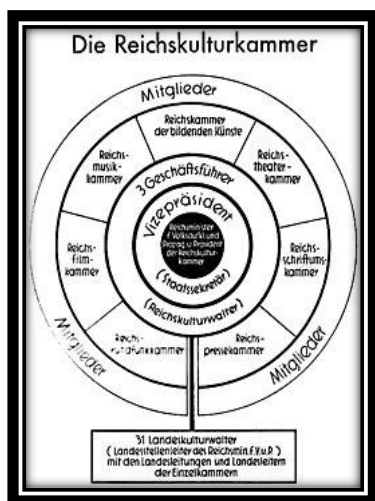 Die Reichskulturkammer
Mitglieder
Reichskammer
der bildenden Künste
Reichs-
musik-
kammer
Reichs-
theater-
kammer
3 Geschäftsführer
Vizepräsident
Reichsminister
f. Volksaufkl. und
Propag. u. Präsident
der Reichskultur-
kammer
Reichs-
film-
kammer
Reichs-
schrifttums-
kammer
(Staatssekretär)
(Reichskulturwalter)
Mitglieder
Reichs-
rundfunkkammer
Reichs-
pressekammer
Mitglieder
31 Landeskulturwalter
(Landesstellenleiter des Reichsmin. f. V. u. P.)
mit den Landesleitungen und Landesleitern
der Einzelkammern